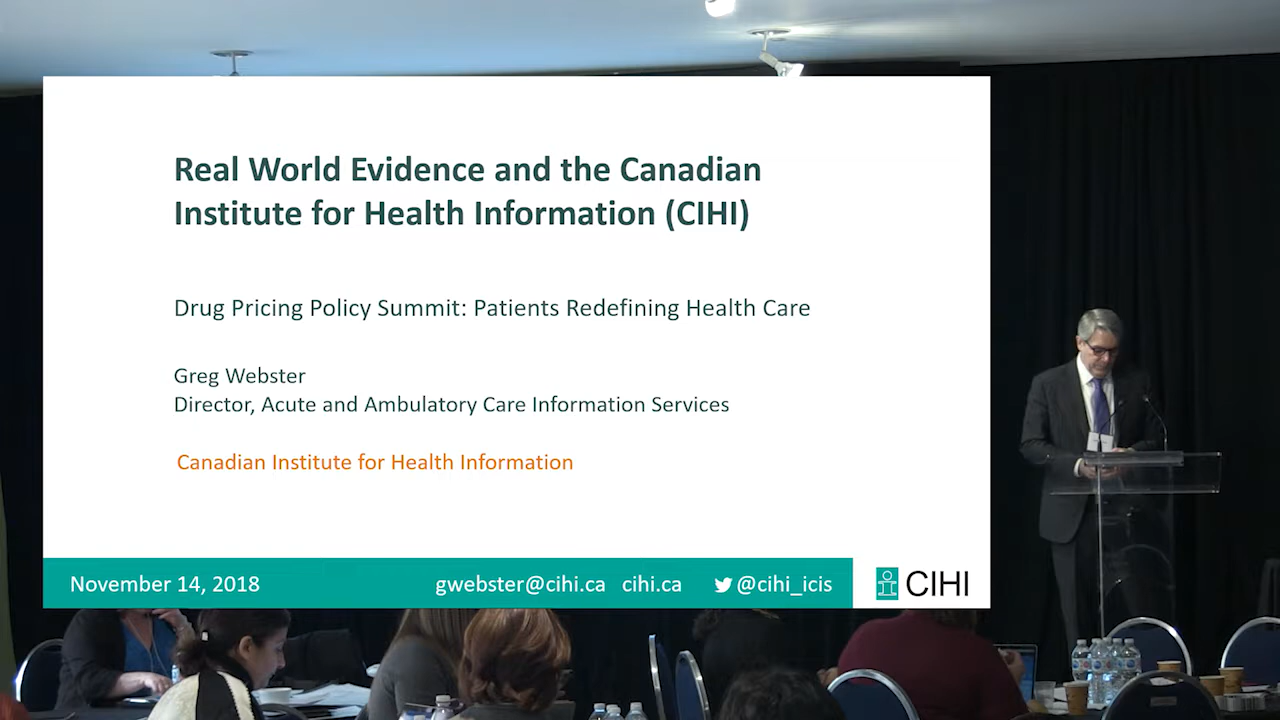 Real World Evidence and the Canadian
Institute for Health Information (CIHI)
Drug Pricing Policy Summit: Patients Redefining Health Care
Greg Webster
Director, Acute and Ambulatory Care Information Services
Canadian Institute for Health Information
November 14, 2018 gwebster@cihi.ca cihi.ca @cihi_icis CIHI